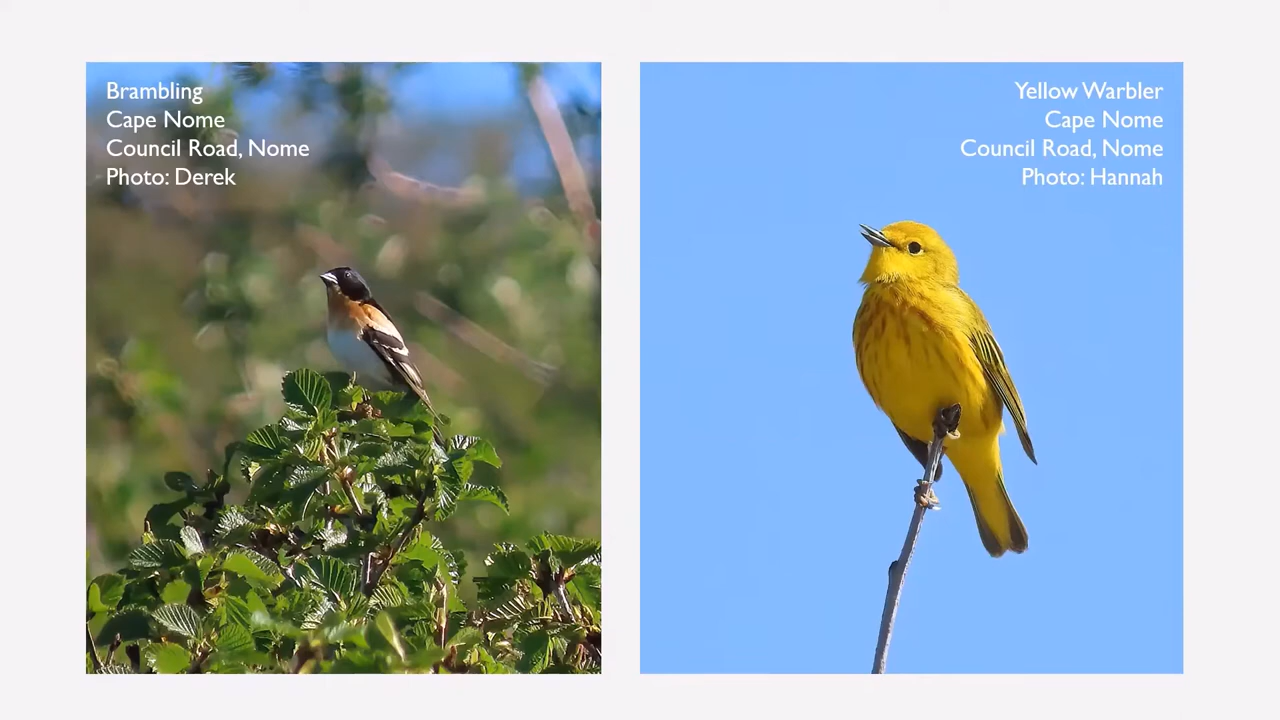 Brambling
Cape Nome
Council Road, Nome
Photo: Derek
Yellow Warbler
Cape Nome
Council Road, Nome
Photo: Hannah